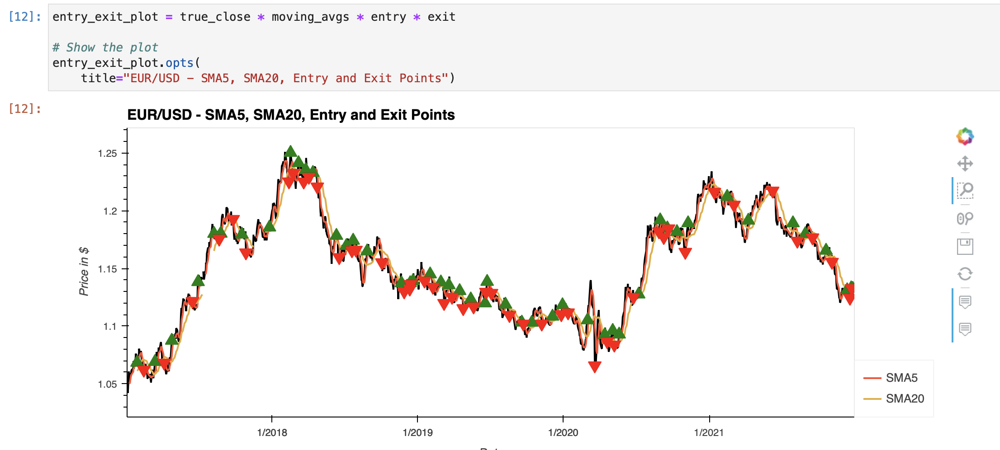 [12]: entry_exit_plot = true_close * moving_avgs * entry * exit
# Show the plot
entry_exit_plot.opts(
title="EUR/USD - SMA5, SMA20, Entry and Exit Points")
[12]:
EUR/USD - SMA5, SMA20, Entry and Exit Points
Price in $
1.25
1.2
1.15
1.1
1.05
1/2018
1/2019
1/2020
1/2021
SMA5
SMA20